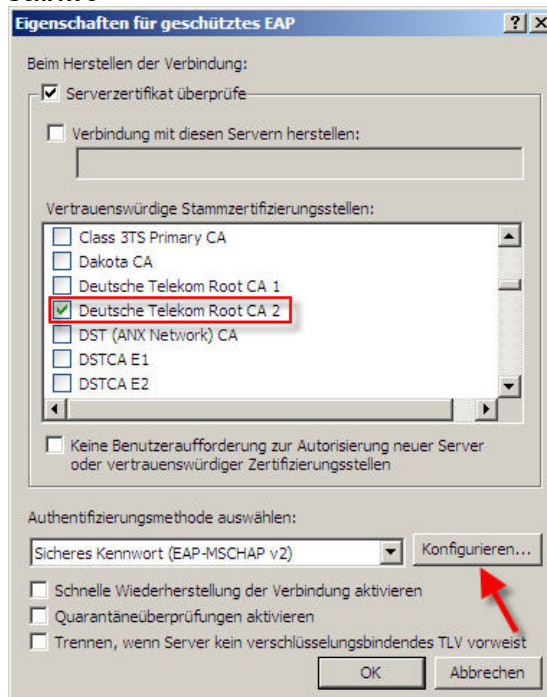 Eigenschaften für geschütztes EAP
Beim Herstellen der Verbindung:
Serverzertifikat überprüfe
Verbindung mit diesen Servern herstellen:
Vertrauenswürdige Stammzertifizierungsstellen:
Class 3TS Primary CA
Dakota CA
Deutsche Telekom Root CA 1
Deutsche Telekom Root CA 2
DST (ANX Network) CA
DSTCA E1
DSTCA E2
Keine Benutzeraufforderung zur Autorisierung neuer Server
oder vertrauenswürdiger Zertifizierungsstellen
Authentifizierungsmethode auswählen:
Sicheres Kennwort (EAP-MSCHAP v2)
Konfigurieren...
Schnelle Wiederherstellung der Verbindung aktivieren
Quarantäneüberprüfungen aktivieren
Trennen, wenn Server kein verschlüsselungsbindendes TLV vorweist
OK
Abbrechen